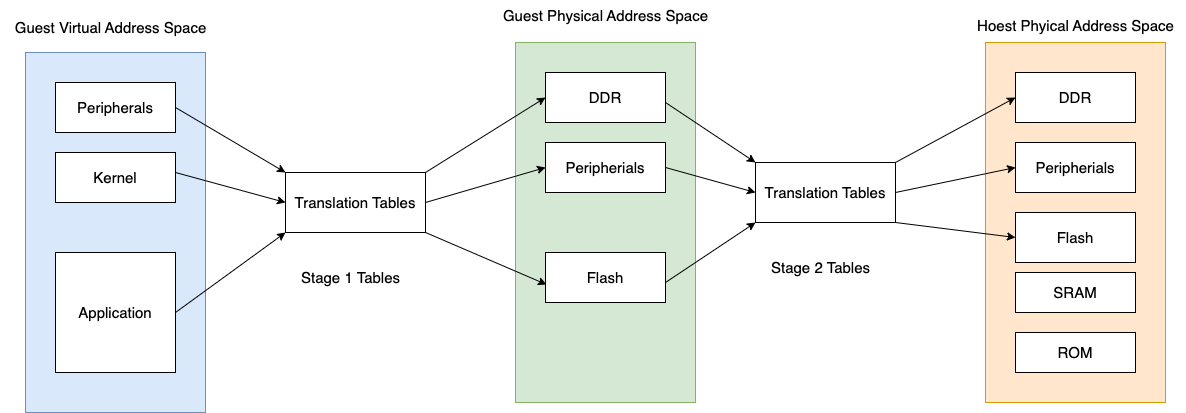 Guest Virtual Address Space
Peripherals
Kernel
Application
Translation Tables
Stage 1 Tables
Guest Physical Address Space
DDR
Peripherials
Flash
Translation Tables
Stage 2 Tables
Hoest Phyical Address Space
DDR
Peripherials
Flash
SRAM
ROM